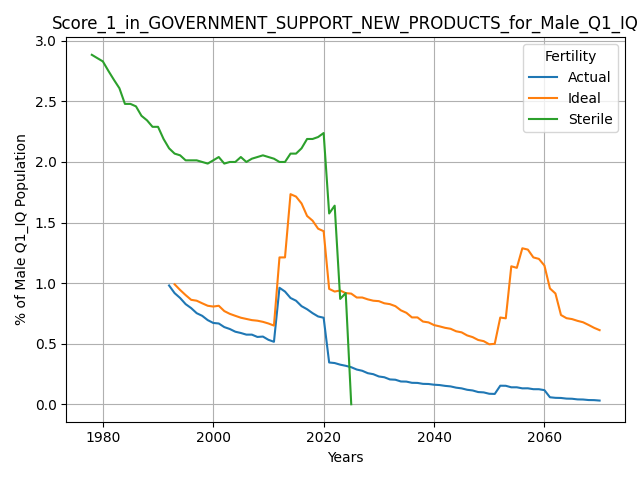 Score_1_in_GOVERNMENT_SUPPORT_NEW_PRODUCTS_for_Male_Q1_IQ
Fertility
Actual
Ideal
Sterile
% of Male Q1_IQ Population
3.0
2.5
2.0
1.5
1.0
0.5
0.0
1980
2000
2020
2040
2060
Years